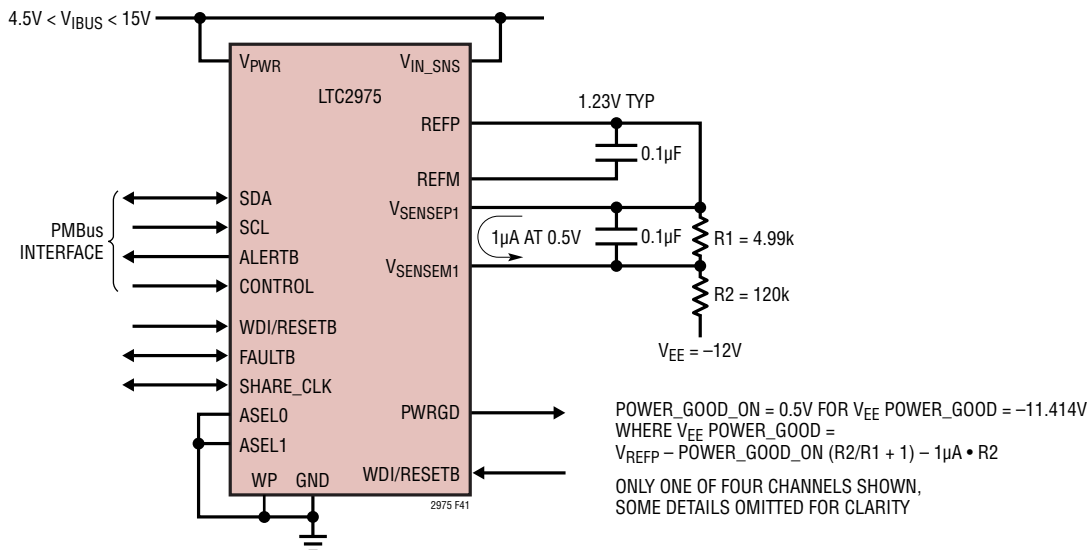 4.5V < VIBUS < 15V
VPWR
VIN_SNS
LTC2975
1.23V TYP
REFP
0.1µF
REFM
SDA
VSENSEP1
PMBus
INTERFACE
SCL
1µA AT 0.5V
0.1µF
R1 = 4.99k
ALERTB
VSENSEM1
CONTROL
R2 = 120k
WDI/RESETB
FAULTB
VEE = –12V
SHARE_CLK
ASEL0
PWRGD
ASEL1
WDI/RESETB
WP
GND
2975 F41
POWER_GOOD_ON = 0.5V FOR VEE POWER_GOOD = –11.414V
WHERE VEE POWER_GOOD =
VREFP – POWER_GOOD_ON (R2/R1 + 1) – 1µA • R2
ONLY ONE OF FOUR CHANNELS SHOWN,
SOME DETAILS OMITTED FOR CLARITY